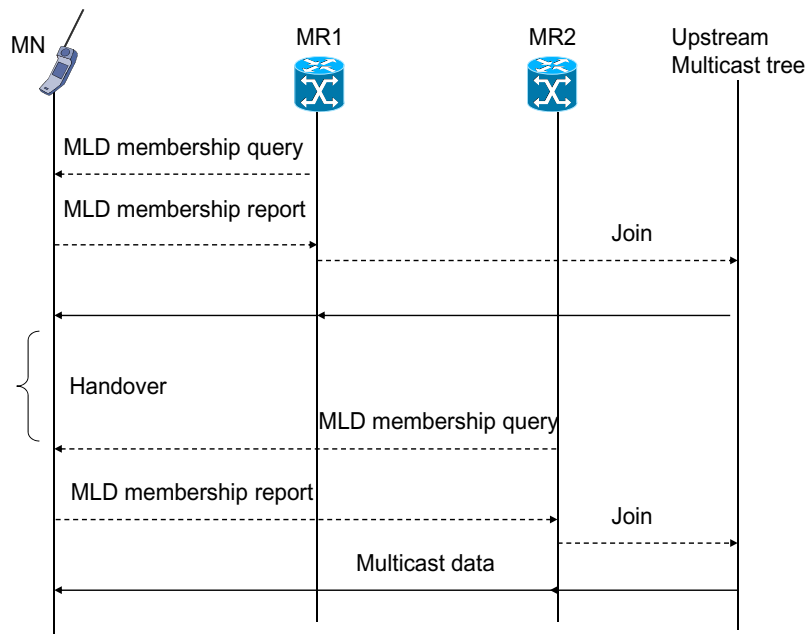 MN
MR1
MR2
Upstream
Multicast tree
MLD membership query
MLD membership report
Join
Handover
MLD membership query
MLD membership report
Join
Multicast data